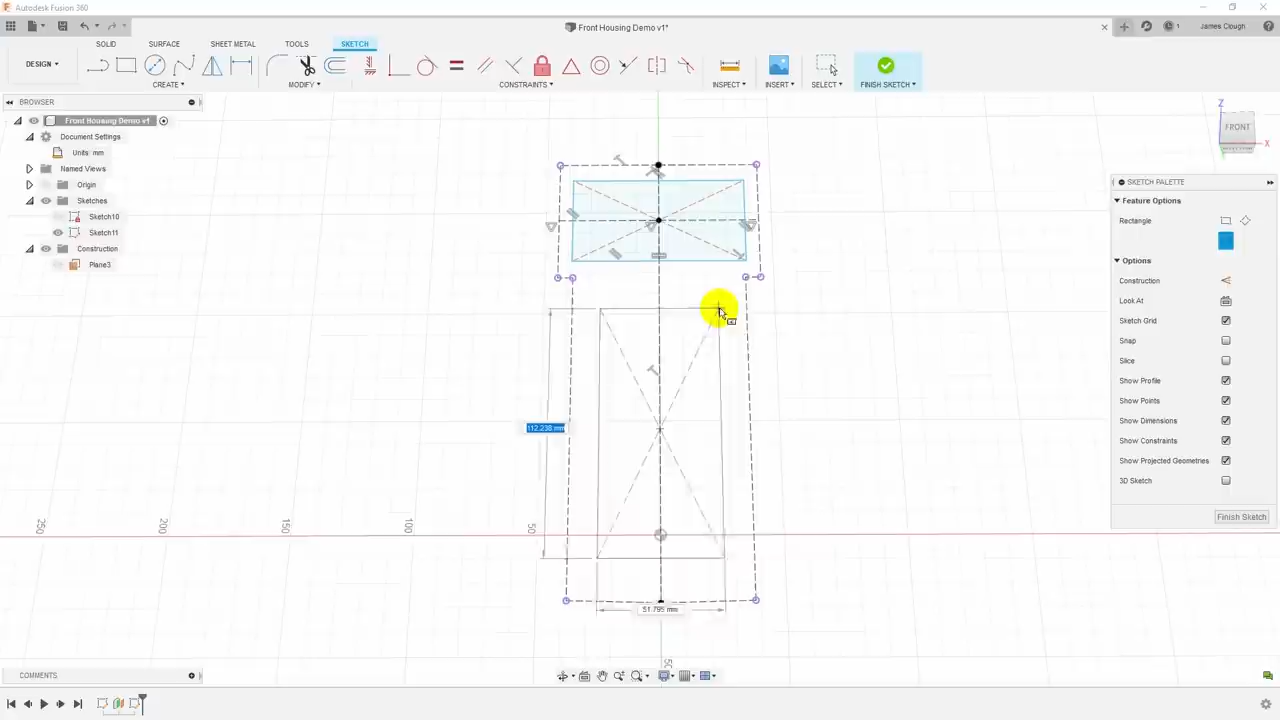 Autodesk Fusion 360
Front Housing Demo v1*
1
James Clough
SOLID
SURFACE
SHEET METAL
TOOLS
SKETCH
DESIGN
CREATE
MODIFY
CONSTRAINTS
INSPECT
INSERT
SELECT
FINISH SKETCH
BROWSER
Front Housing Demo v1
Document Settings
Units: mm
Named Views
Origin
Sketches
Sketch10
Sketch11
Construction
Plane3
Z
FRONT
X
SKETCH PALETTE
Feature Options
Rectangle
Options
Construction
Look At
Sketch Grid
Snap
Slice
Show Profile
Show Points
Show Dimensions
Show Constraints
Show Projected Geometries
3D Sketch
Finish Sketch
112.238 mm
250
200
150
100
50
51.795 mm
50
COMMENTS